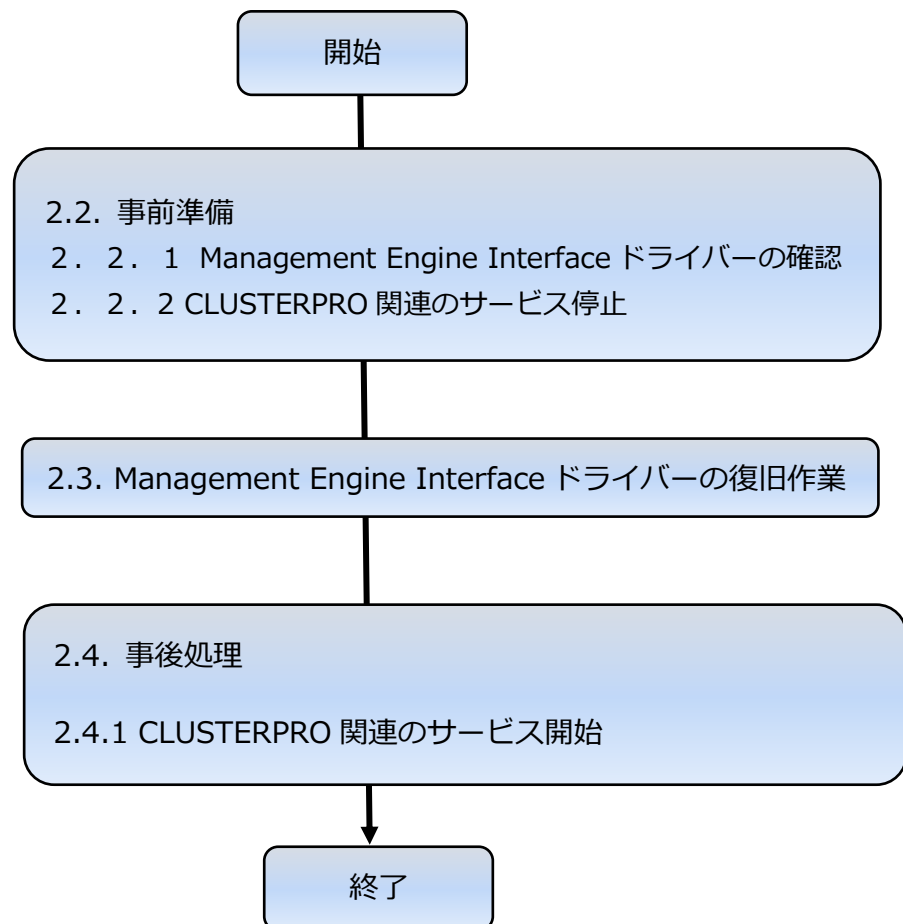 開始
2.2. 事前準備
２．２．１ Management Engine Interface ドライバーの確認
２．２．２ CLUSTERPRO 関連のサービス停止
2.3. Management Engine Interface ドライバーの復旧作業
2.4. 事後処理
2.4.1 CLUSTERPRO 関連のサービス開始
終了